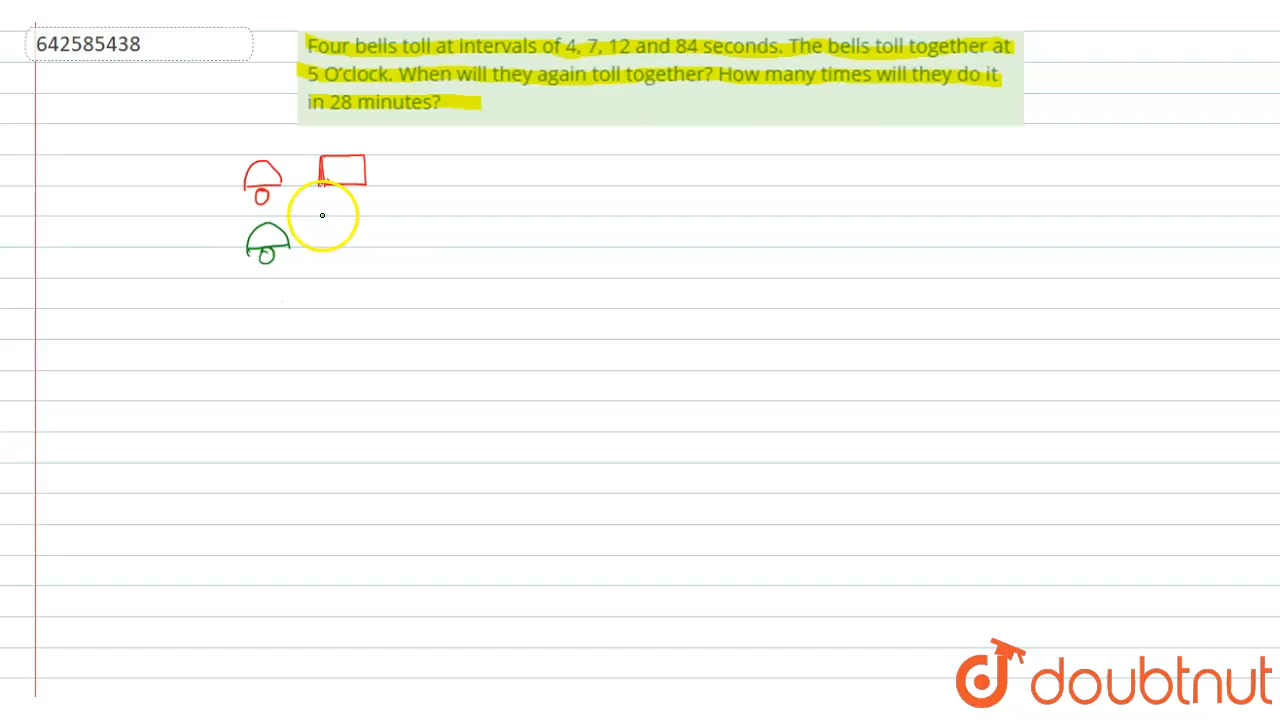 642585438
Four bells toll at intervals of 4, 7, 12 and 84 seconds. The bells toll together at
5 O'clock. When will they again toll together? How many times will they do it
in 28 minutes?
doubtnut